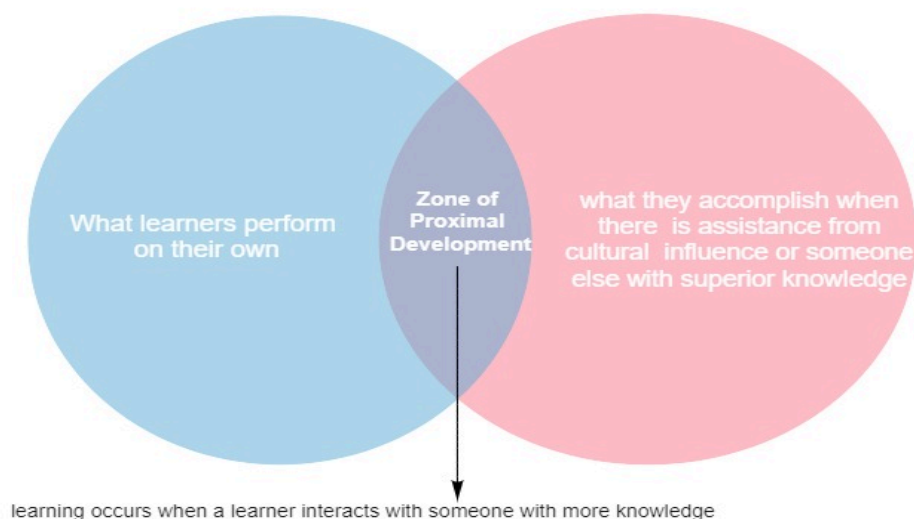 What learners perform
on their own
Zone of
Proximal
Development
what they accomplish when
there is assistance from
cultural influence or someone
else with superior knowledge
learning occurs when a learner interacts with someone with more knowledge